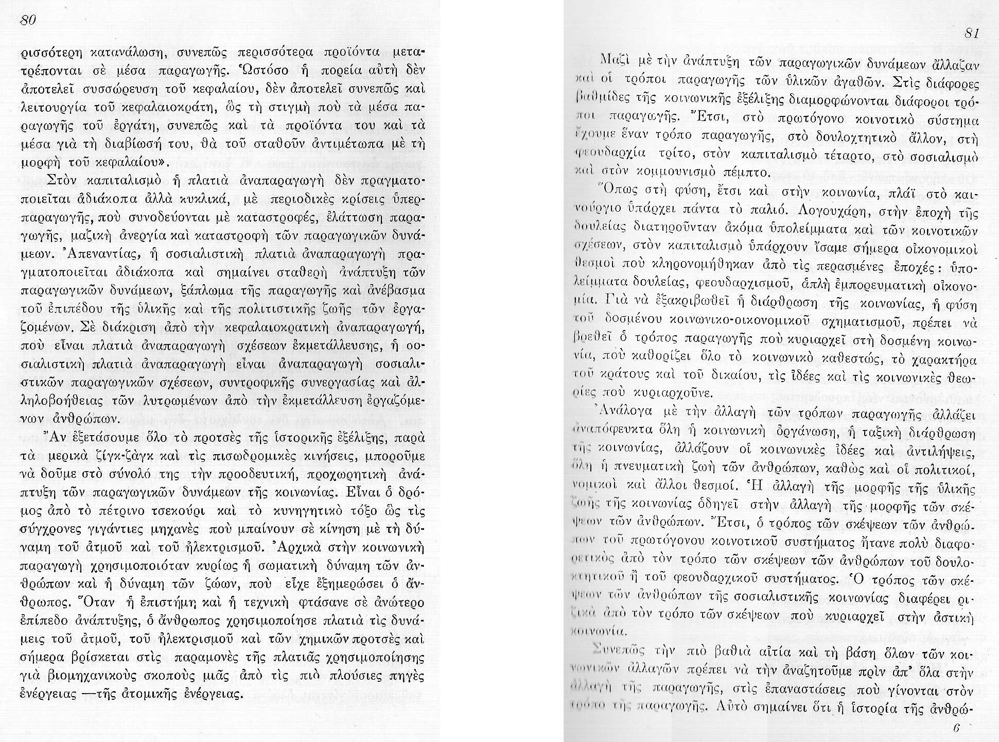 80
ρισσότερη κατανάλωση, συνεπῶς περισσότερα προϊόντα μετα-
τρέπονται σὲ μέσα παραγωγῆς. Ὡστόσο ἡ πορεία αὐτὴ δὲν
ἀποτελεῖ συσσώρευση τοῦ κεφαλαίου, δὲν ἀποτελεῖ συνεπῶς καὶ
λειτουργία τοῦ κεφαλαιοκράτη, ὣς τὴ στιγμὴ ποὺ τὰ μέσα πα-
ραγωγῆς τοῦ ἐργάτη, συνεπῶς καὶ τὰ προϊόντα του καὶ τὰ
μέσα γιὰ τὴ διαβίωσή του, θὰ τοῦ σταθοῦν ἀντιμέτωπα μὲ τὴ
μορφὴ τοῦ κεφαλαίου».
Στὸν καπιταλισμὸ ἡ πλατιὰ ἀναπαραγωγὴ δὲν πραγματο-
ποιεῖται ἀδιάκοπα ἀλλὰ κυκλικά, μὲ περιοδικὲς κρίσεις ὑπερ-
παραγωγῆς, ποὺ συνοδεύονται μὲ καταστροφές, ἐλάττωση παρα-
γωγῆς, μαζικὴ ἀνεργία καὶ καταστροφὴ τῶν παραγωγικῶν δυνά-
μεων. Ἀπεναντίας, ἡ σοσιαλιστικὴ πλατιὰ ἀναπαραγωγὴ πρα-
γματοποιεῖται ἀδιάκοπα καὶ σημαίνει σταθερὴ ἀνάπτυξη τῶν
παραγωγικῶν δυνάμεων, ξάπλωμα τῆς παραγωγῆς καὶ ἀνέβασμα
τοῦ ἐπιπέδου τῆς ὑλικῆς καὶ τῆς πολιτιστικῆς ζωῆς τῶν ἐργα-
ζομένων. Σὲ διάκριση ἀπὸ τὴν κεφαλαιοκρατικὴ ἀναπαραγωγή,
ποὺ εἶναι πλατιὰ ἀναπαραγωγὴ σχέσεων ἐκμετάλλευσης, ἡ οο-
σιαλιστικὴ πλατιὰ ἀναπαραγωγὴ εἶναι ἀναπαραγωγὴ σοσιαλι-
στικῶν παραγωγικῶν σχέσεων, συντροφικῆς συνεργασίας καὶ ἀλ-
ληλοβοήθειας τῶν λυτρωμένων ἀπὸ τὴν ἐκμετάλλευση ἐργαζόμε-
νων ἀνθρώπων.
Ἂν ἐξετάσουμε ὅλο τὸ προτσὲς τῆς ἱστορικῆς ἐξέλιξης, παρὰ
τὰ μερικὰ ζίγκ-ζὰγκ καὶ τὶς πισωδρομικὲς κινήσεις, μποροῦμε
νὰ δοῦμε στὸ σύνολό της τὴν προοδευτική, προχωρητικὴ ἀνά-
πτυξη τῶν παραγωγικῶν δυνάμεων τῆς κοινωνίας. Εἶναι ὁ δρό-
μος ἀπὸ τὸ πέτρινο τσεκούρι καὶ τὸ κυνηγητικὸ τόξο ὣς τὶς
σύγχρονες γιγάντιες μηχανὲς ποὺ μπαίνουν σὲ κίνηση μὲ τὴ δύ-
ναμη τοῦ ἀτμοῦ καὶ τοῦ ἠλεκτρισμοῦ. Ἀρχικὰ στὴν κοινωνικὴ
παραγωγὴ χρησιμοποιόταν κυρίως ἡ σωματικὴ δύναμη τῶν ἀν-
θρώπων καὶ ἡ δύναμη τῶν ζώων, ποὺ εἶχε ἐξημερώσει ὁ ἄν-
θρωπος. Ὅταν ἡ ἐπιστήμη καὶ ἡ τεχνικὴ φτάσανε σὲ ἀνώτερο
ἐπίπεδο ἀνάπτυξης, ὁ ἄνθρωπος χρησιμοποίησε πλατιὰ τὶς δυνά-
μεις τοῦ ἀτμοῦ, τοῦ ἠλεκτρισμοῦ καὶ τῶν χημικῶν προτσὲς καὶ
σήμερα βρίσκεται στὶς παραμονὲς τῆς πλατιᾶς χρησιμοποίησης
γιὰ βιομηχανικοὺς σκοποὺς μιᾶς ἀπὸ τὶς πιὸ πλούσιες πηγὲς
ἐνέργειας —τῆς ἀτομικῆς ἐνέργειας.
81
Μαζὶ μὲ τὴν ἀνάπτυξη τῶν παραγωγικῶν δυνάμεων ἄλλαζαν
καὶ οἱ τρόποι παραγωγῆς τῶν ὑλικῶν ἀγαθῶν. Στὶς διάφορες
βαθμίδες τῆς κοινωνικῆς ἐξέλιξης διαμορφώνονται διάφοροι τρό-
ποι παραγωγῆς. Ἔτσι, στὸ πρωτόγονο κοινοτικὸ σύστημα
ἔχουμε ἕναν τρόπο παραγωγῆς, στὸ δουλοχτητικὸ ἄλλον, στὴ
φεουδαρχία τρίτο, στὸν καπιταλισμὸ τέταρτο, στὸ σοσιαλισμὸ
καὶ στὸν κομμουνισμὸ πέμπτο.
Ὅπως στὴ φύση, ἔτσι καὶ στὴν κοινωνία, πλάϊ στὸ και-
νούργιο ὑπάρχει πάντα τὸ παλιό. Λογουχάρη, στὴν ἐποχὴ τῆς
δουλείας διατηροῦνταν ἀκόμα ὑπολείμματα καὶ τῶν κοινοτικῶν
σχέσεων, στὸν καπιταλισμὸ ὑπάρχουν ἴσαμε σήμερα οἰκονομικοὶ
θεσμοὶ ποὺ κληρονομήθηκαν ἀπὸ τὶς περασμένες ἐποχές: ὑπο-
λείμματα δουλείας, φεουδαρχισμοῦ, ἁπλὴ ἐμπορευματικὴ οἰκονο-
μία. Γιὰ νὰ ἐξακριβωθεῖ ἡ διάρθρωση τῆς κοινωνίας, ἡ φύση
τοῦ δοσμένου κοινωνικο-οικονομικοῦ σχηματισμοῦ, πρέπει νὰ
βρεθεῖ ὁ τρόπος παραγωγῆς ποὺ κυριαρχεῖ στὴ δοσμένη κοινω-
νία, ποὺ καθορίζει ὅλο τὸ κοινωνικὸ καθεστώς, τὸ χαρακτήρα
τοῦ κράτους καὶ τοῦ δικαίου, τὶς ἰδέες καὶ τὶς κοινωνικὲς θεω-
ρίες ποὺ κυριαρχοῦνε.
Ἀνάλογα μὲ τὴν ἀλλαγὴ τῶν τρόπων παραγωγῆς ἀλλάζει
ἀναπόφευκτα ὅλη ἡ κοινωνικὴ ὀργάνωση, ἡ ταξικὴ διάρθρωση
τῆς κοινωνίας, ἀλλάζουν οἱ κοινωνικὲς ἰδέες καὶ ἀντιλήψεις,
ὅλη ἡ πνευματικὴ ζωὴ τῶν ἀνθρώπων, καθὼς καὶ οἱ πολιτικοί,
νομικοὶ καὶ ἄλλοι θεσμοί. Ἡ ἀλλαγὴ τῆς μορφῆς τῆς ὑλικῆς
ζωῆς τῆς κοινωνίας ὁδηγεῖ στὴν ἀλλαγὴ τῆς μορφῆς τῶν σκέ-
ψεων τῶν ἀνθρώπων. Ἔτσι, ὁ τρόπος τῶν σκέψεων τῶν ἀνθρώ-
πων τοῦ πρωτόγονου κοινοτικοῦ συστήματος ἤτανε πολὺ διαφο-
ρετικὸς ἀπὸ τὸν τρόπο τῶν σκέψεων τῶν ἀνθρώπων τοῦ δουλο-
κτητικοῦ ἢ τοῦ φεουδαρχικοῦ συστήματος. Ὁ τρόπος τῶν σκέ-
ψεων τῶν ἀνθρώπων τῆς σοσιαλιστικῆς κοινωνίας διαφέρει ρι-
ζικὰ ἀπὸ τὸν τρόπο τῶν σκέψεων ποὺ κυριαρχεῖ στὴν ἀστικὴ
κοινωνία.
Συνεπῶς τὴν πιὸ βαθιὰ αἰτία καὶ τὴ βάση ὅλων τῶν κοι-
νωνικῶν ἀλλαγῶν πρέπει νὰ τὴν ἀναζητοῦμε πρὶν ἀπ' ὅλα στὴν
ἀλλαγὴ τῆς παραγωγῆς, στὶς ἐπαναστάσεις ποὺ γίνονται στὸν
τρόπο τῆς παραγωγῆς. Αὐτὸ σημαίνει ὅτι ἡ ἱστορία τῆς ἀνθρώ-
6